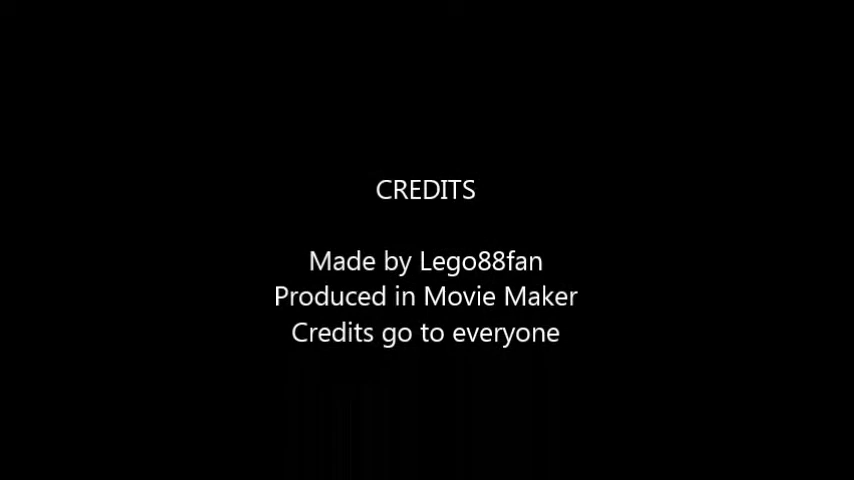 CREDITS
Made by Lego88fan
Produced in Movie Maker
Credits go to everyone